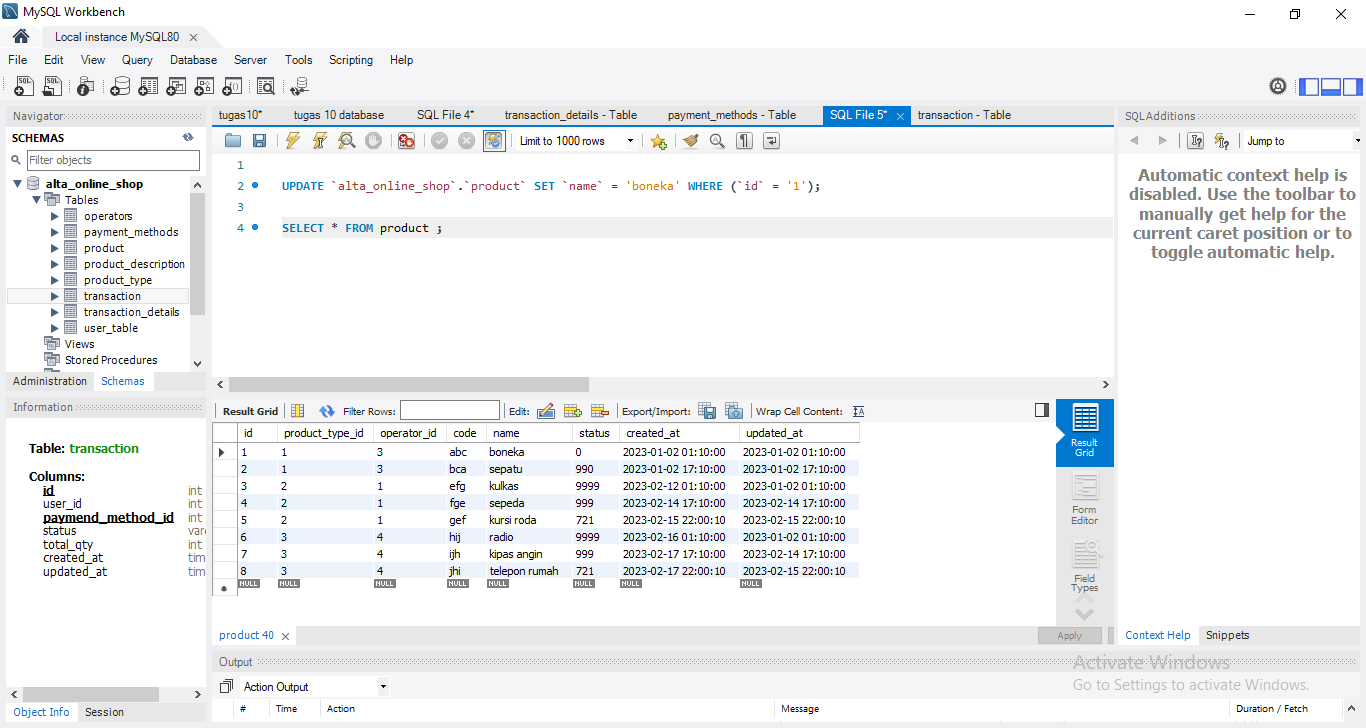 MySQL Workbench
Local instance MySQL80
File Edit View Query Database Server Tools Scripting Help
Navigator
SCHEMAS
Filter objects
alta_online_shop
Tables
operators
payment_methods
product
product_description
product_type
transaction
transaction_details
user_table
Views
Stored Procedures
Administration Schemas
Information
Table: transaction
Columns:
id int
user_id int
paymend_method_id int
status varc
total_qty int
created_at tim
updated_at tim
Object Info Session
tugas10* tugas 10 database SQL File 4* transaction_details - Table payment_methods - Table SQL File 5* transaction - Table
Limit to 1000 rows
1
2 UPDATE `alta_online_shop`.`product` SET `name` = 'boneka' WHERE (`id` = '1');
3
4 SELECT * FROM product ;
Result Grid Filter Rows: Edit: Export/Import: Wrap Cell Content:
id product_type_id operator_id code name status created_at updated_at
1 1 3 abc boneka 0 2023-01-02 01:10:00 2023-01-02 01:10:00
2 1 3 bca sepatu 990 2023-01-02 17:10:00 2023-01-02 17:10:00
3 2 1 efg kulkas 9999 2023-02-12 01:10:00 2023-01-02 01:10:00
4 2 1 fge sepeda 999 2023-02-14 17:10:00 2023-02-14 17:10:00
5 2 1 gef kursi roda 721 2023-02-15 22:00:10 2023-02-15 22:00:10
6 3 4 hij radio 9999 2023-02-16 01:10:00 2023-01-02 01:10:00
7 3 4 ijh kipas angin 999 2023-02-17 17:10:00 2023-02-14 17:10:00
8 3 4 jhi telepon rumah 721 2023-02-17 22:00:10 2023-02-15 22:00:10
NULL NULL NULL NULL NULL NULL NULL NULL
Result
Grid
Form
Editor
Field
Types
product 40
Apply
Output
Action Output
# Time Action Message Duration / Fetch
SQLAdditions
Jump to
Automatic context help is
disabled. Use the toolbar to
manually get help for the
current caret position or to
toggle automatic help.
Context Help Snippets
Activate Windows
Go to Settings to activate Windows.